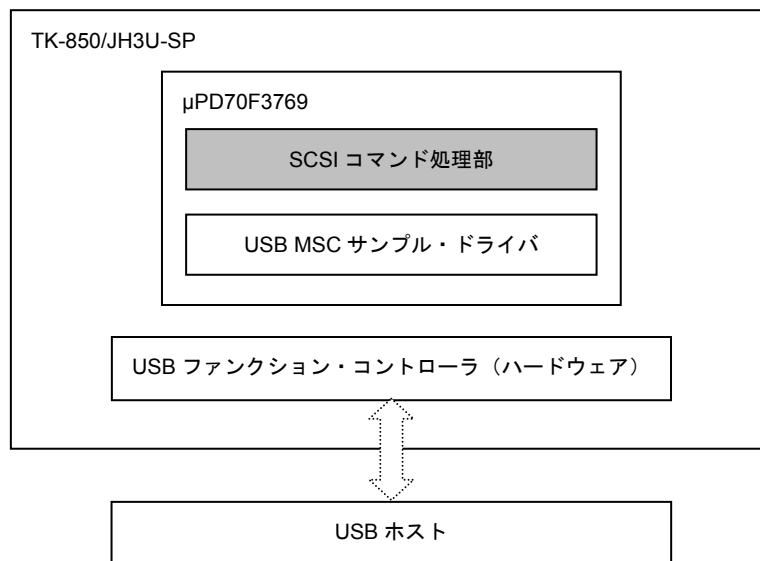 TK-850/JH3U-SP
μPD70F3769
SCSI コマンド処理部
USB MSC サンプル・ドライバ
USB ファンクション・コントローラ（ハードウェア）
USB ホスト